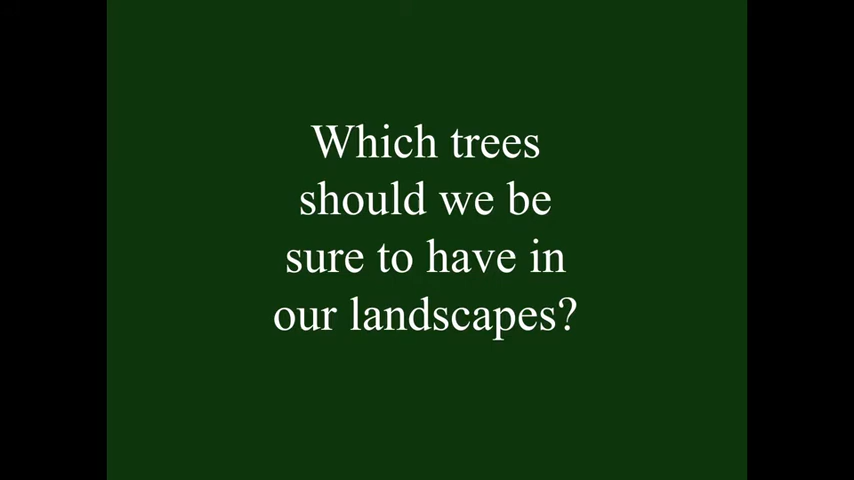 Which trees
should we be
sure to have in
our landscapes?